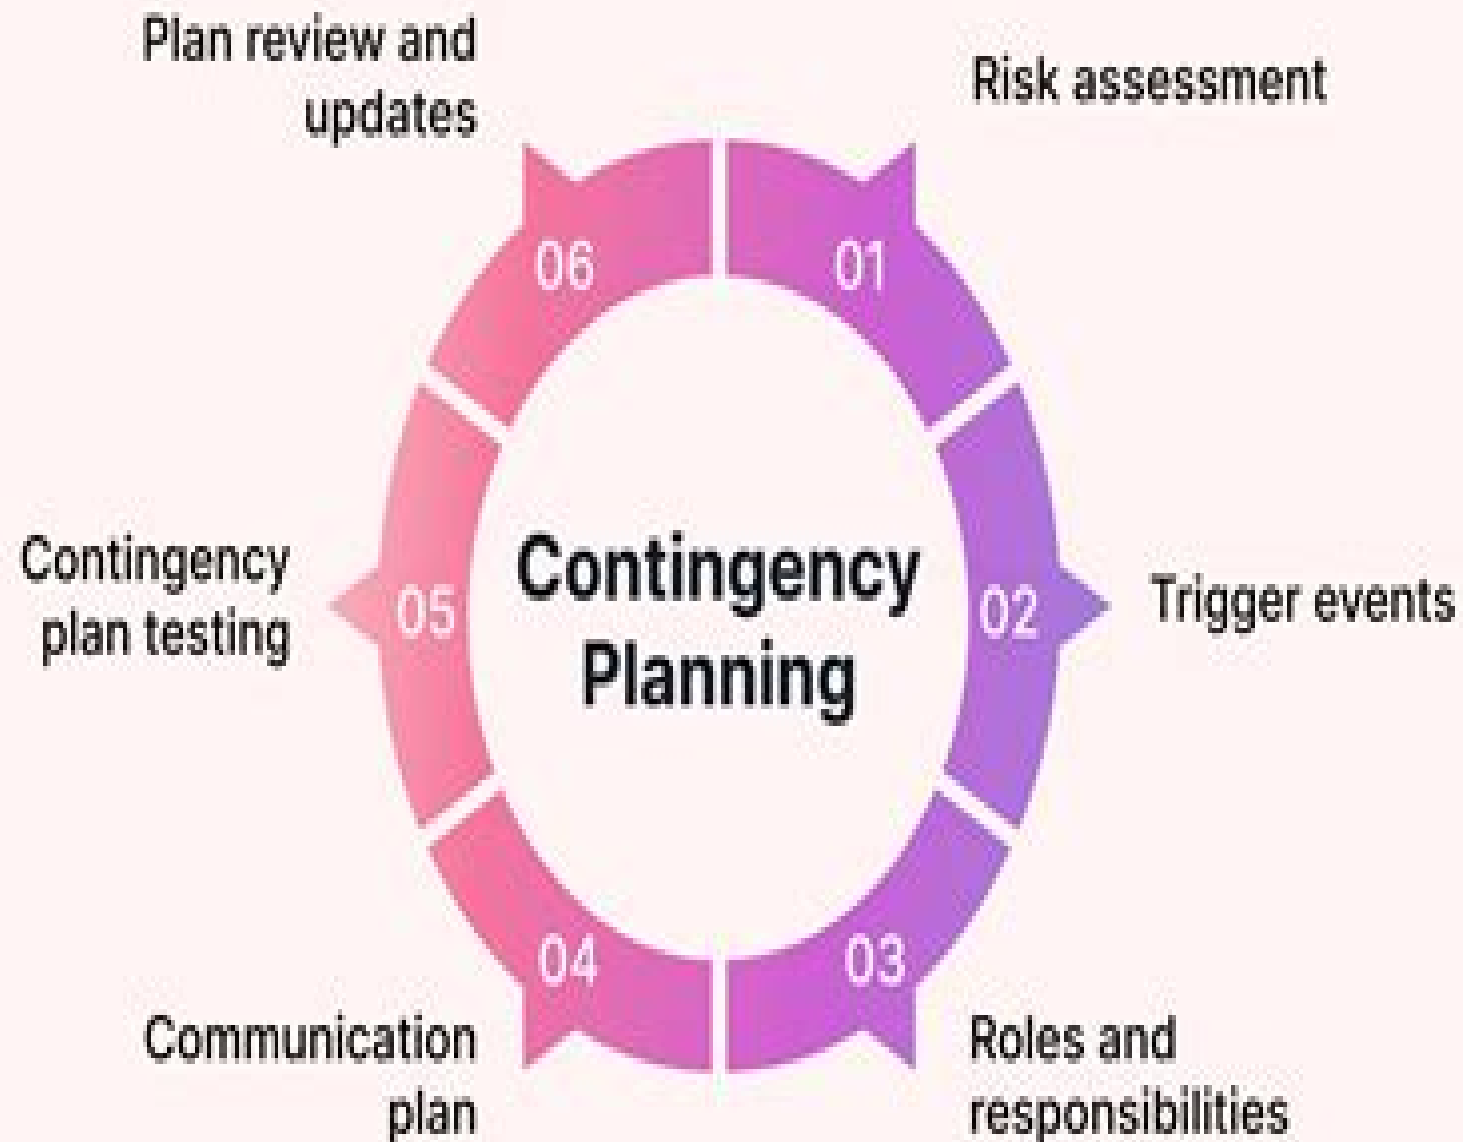 Plan review and
updates
Risk assessment
06
01
Contingency
plan testing
05
Contingency
Planning
02
Trigger events
04
03
Communication
plan
Roles and
responsibilities